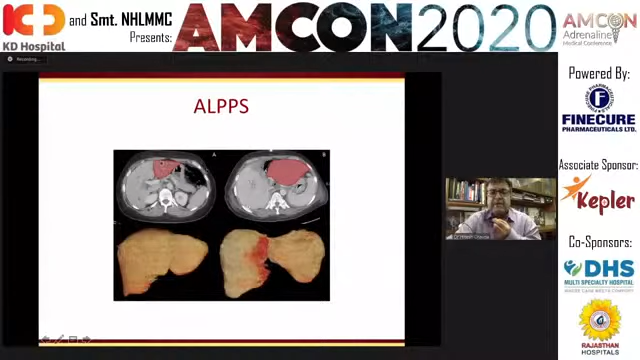 KD Hospital
and Smt. NHLMMC
Presents:
AMCON2020
AMCON
Adrenaline
Medical Conference
Recording...
Powered By:
FINECURE
PHARMACEUTICALS LTD.
ALPPS
A
B
Associate Sponsor:
Kepler
Co-Sponsors:
DHS
MULTI SPECIALITY HOSPITAL
RAJASTHAN
HOSPITALS